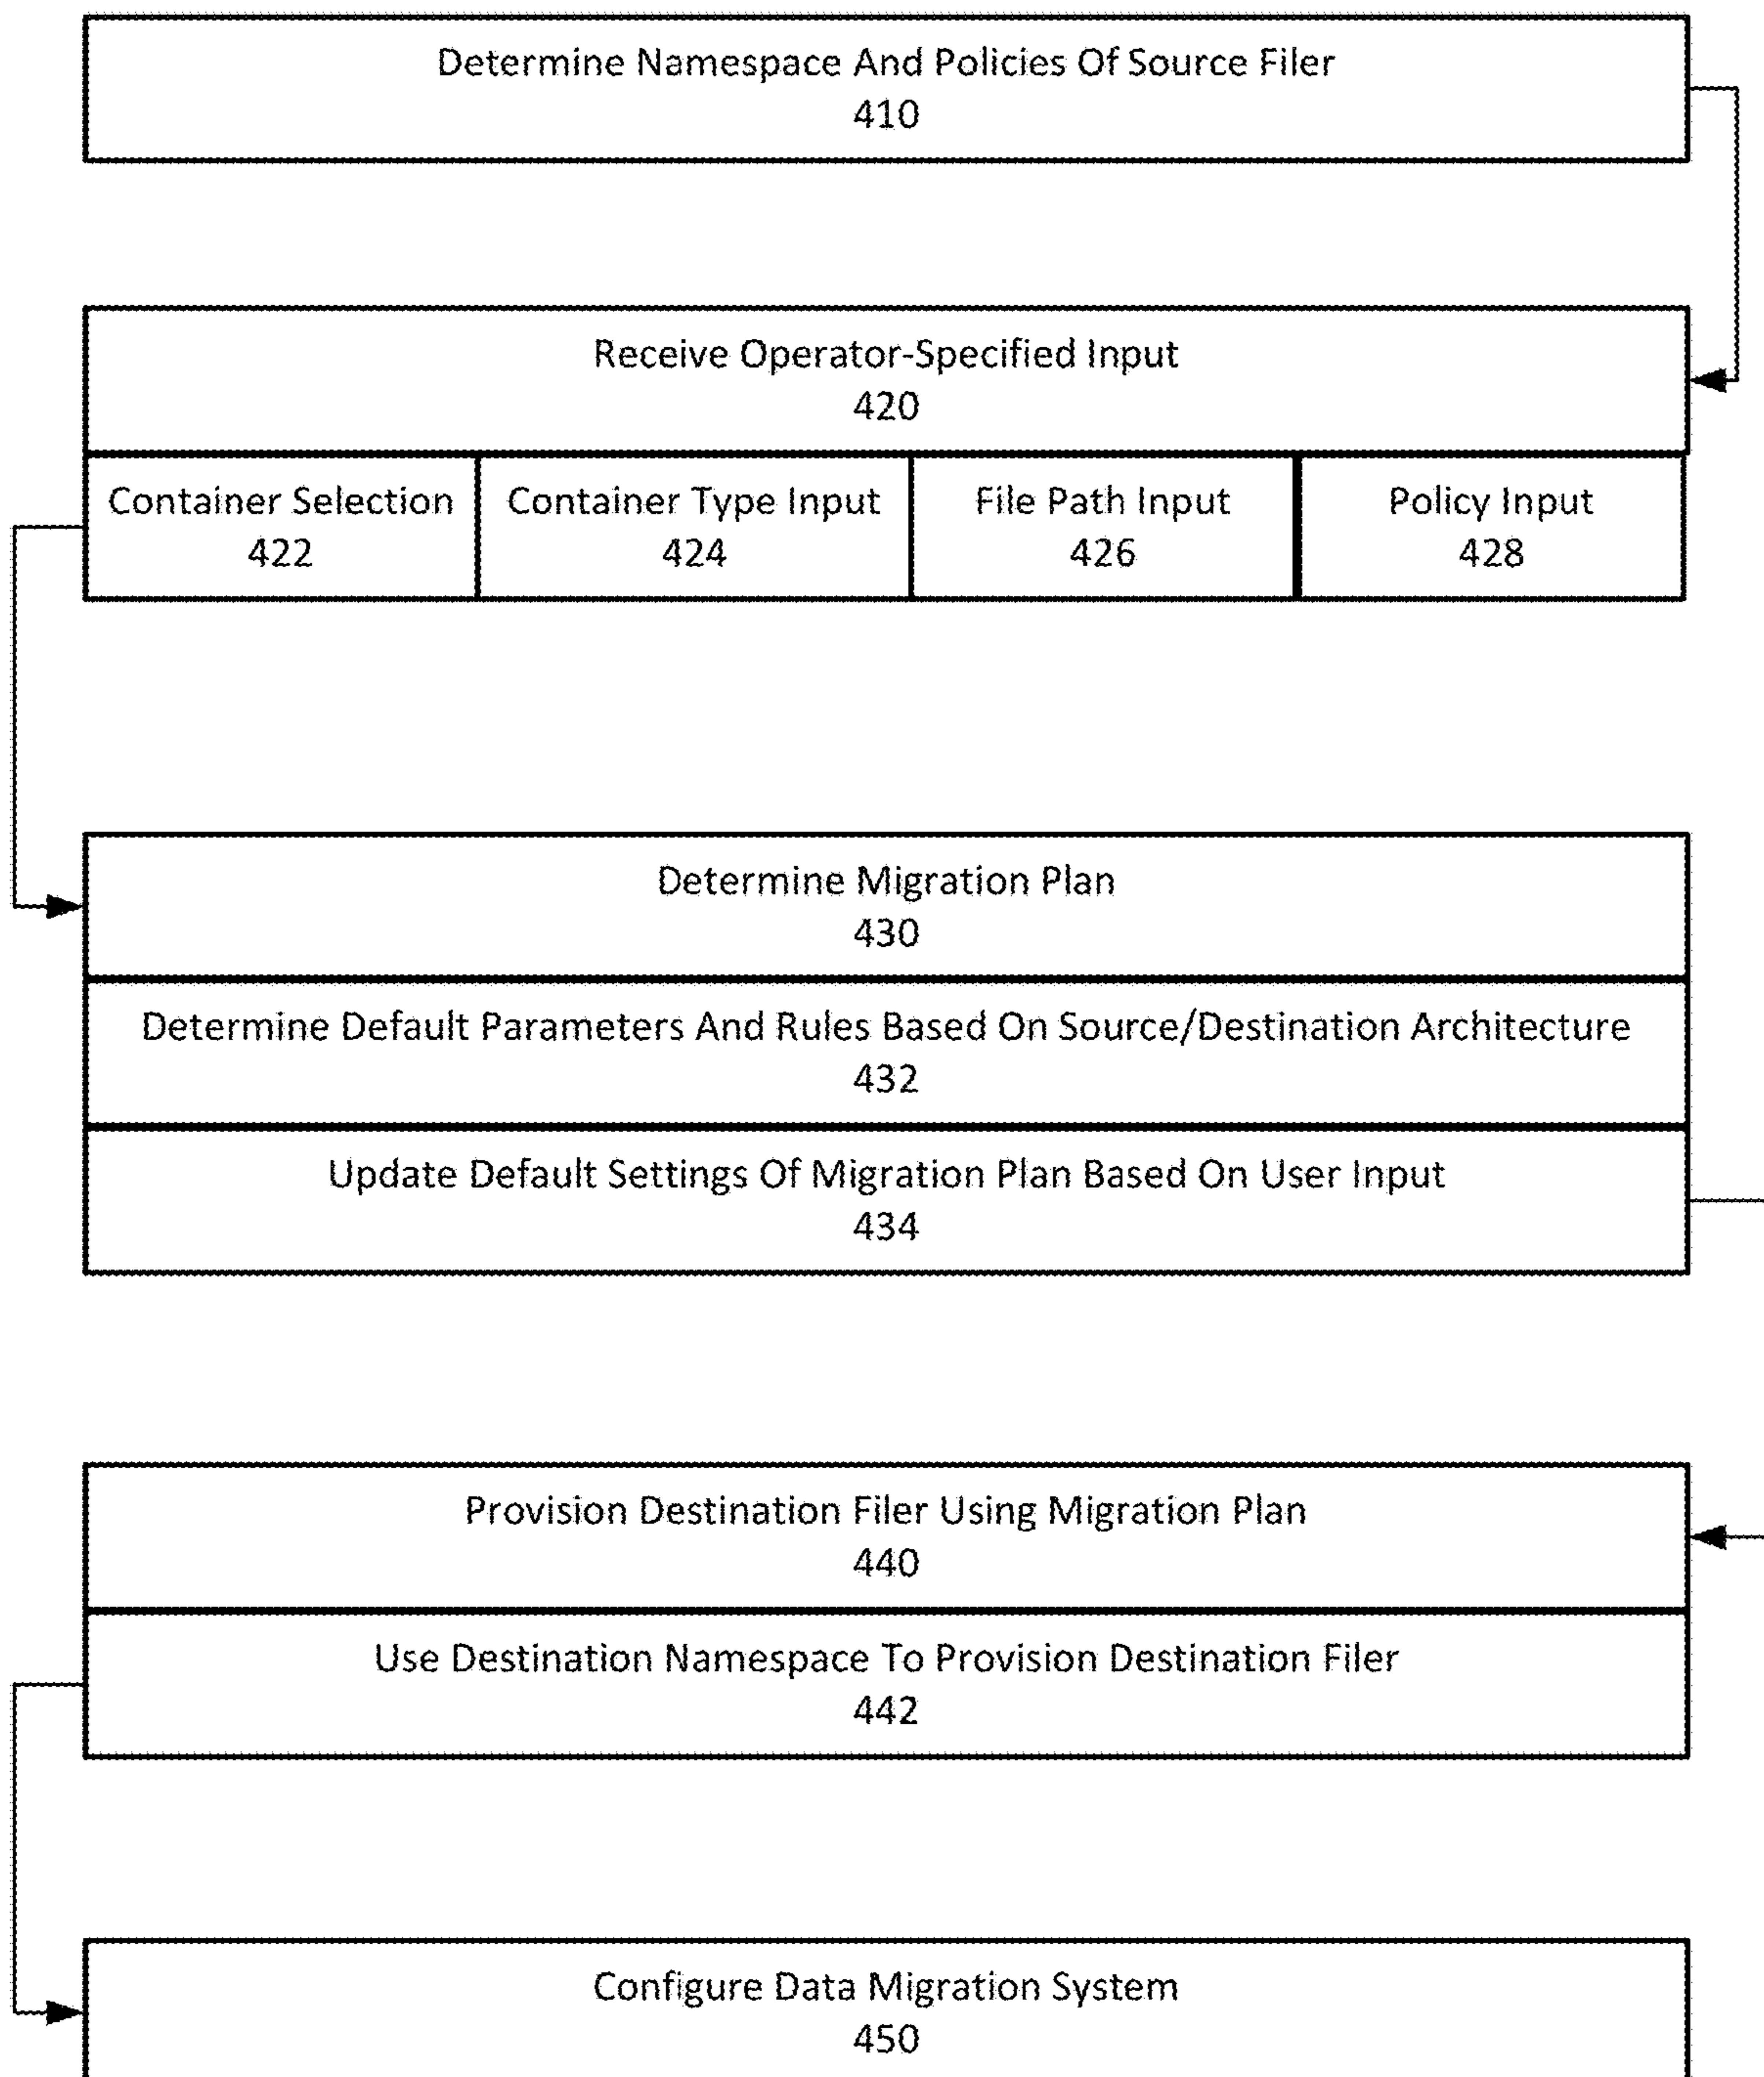 Determine Namespace And Policies Of Source Filer
410
Receive Operator-Specified Input
420
Container Selection
422
Container Type Input
424
File Path Input
426
Policy Input
428
Determine Migration Plan
430
Determine Default Parameters And Rules Based On Source/Destination Architecture
432
Update Default Settings Of Migration Plan Based On User Input
434
Provision Destination Filer Using Migration Plan
440
Use Destination Namespace To Provision Destination Filer
442
Configure Data Migration System
450